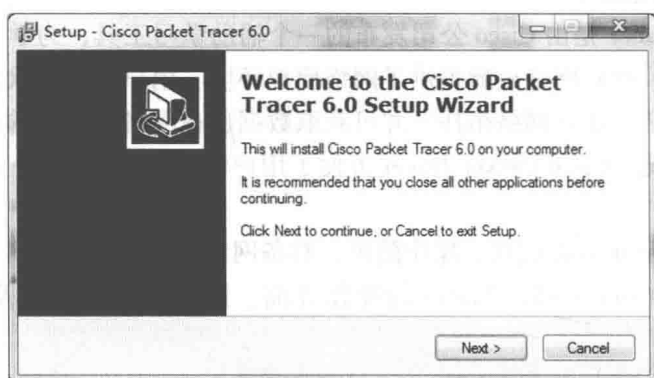 Setup - Cisco Packet Tracer 6.0
Welcome to the Cisco Packet
Tracer 6.0 Setup Wizard
This will install Cisco Packet Tracer 6.0 on your computer.
It is recommended that you close all other applications before
continuing.
Click Next to continue, or Cancel to exit Setup.
Next >
Cancel